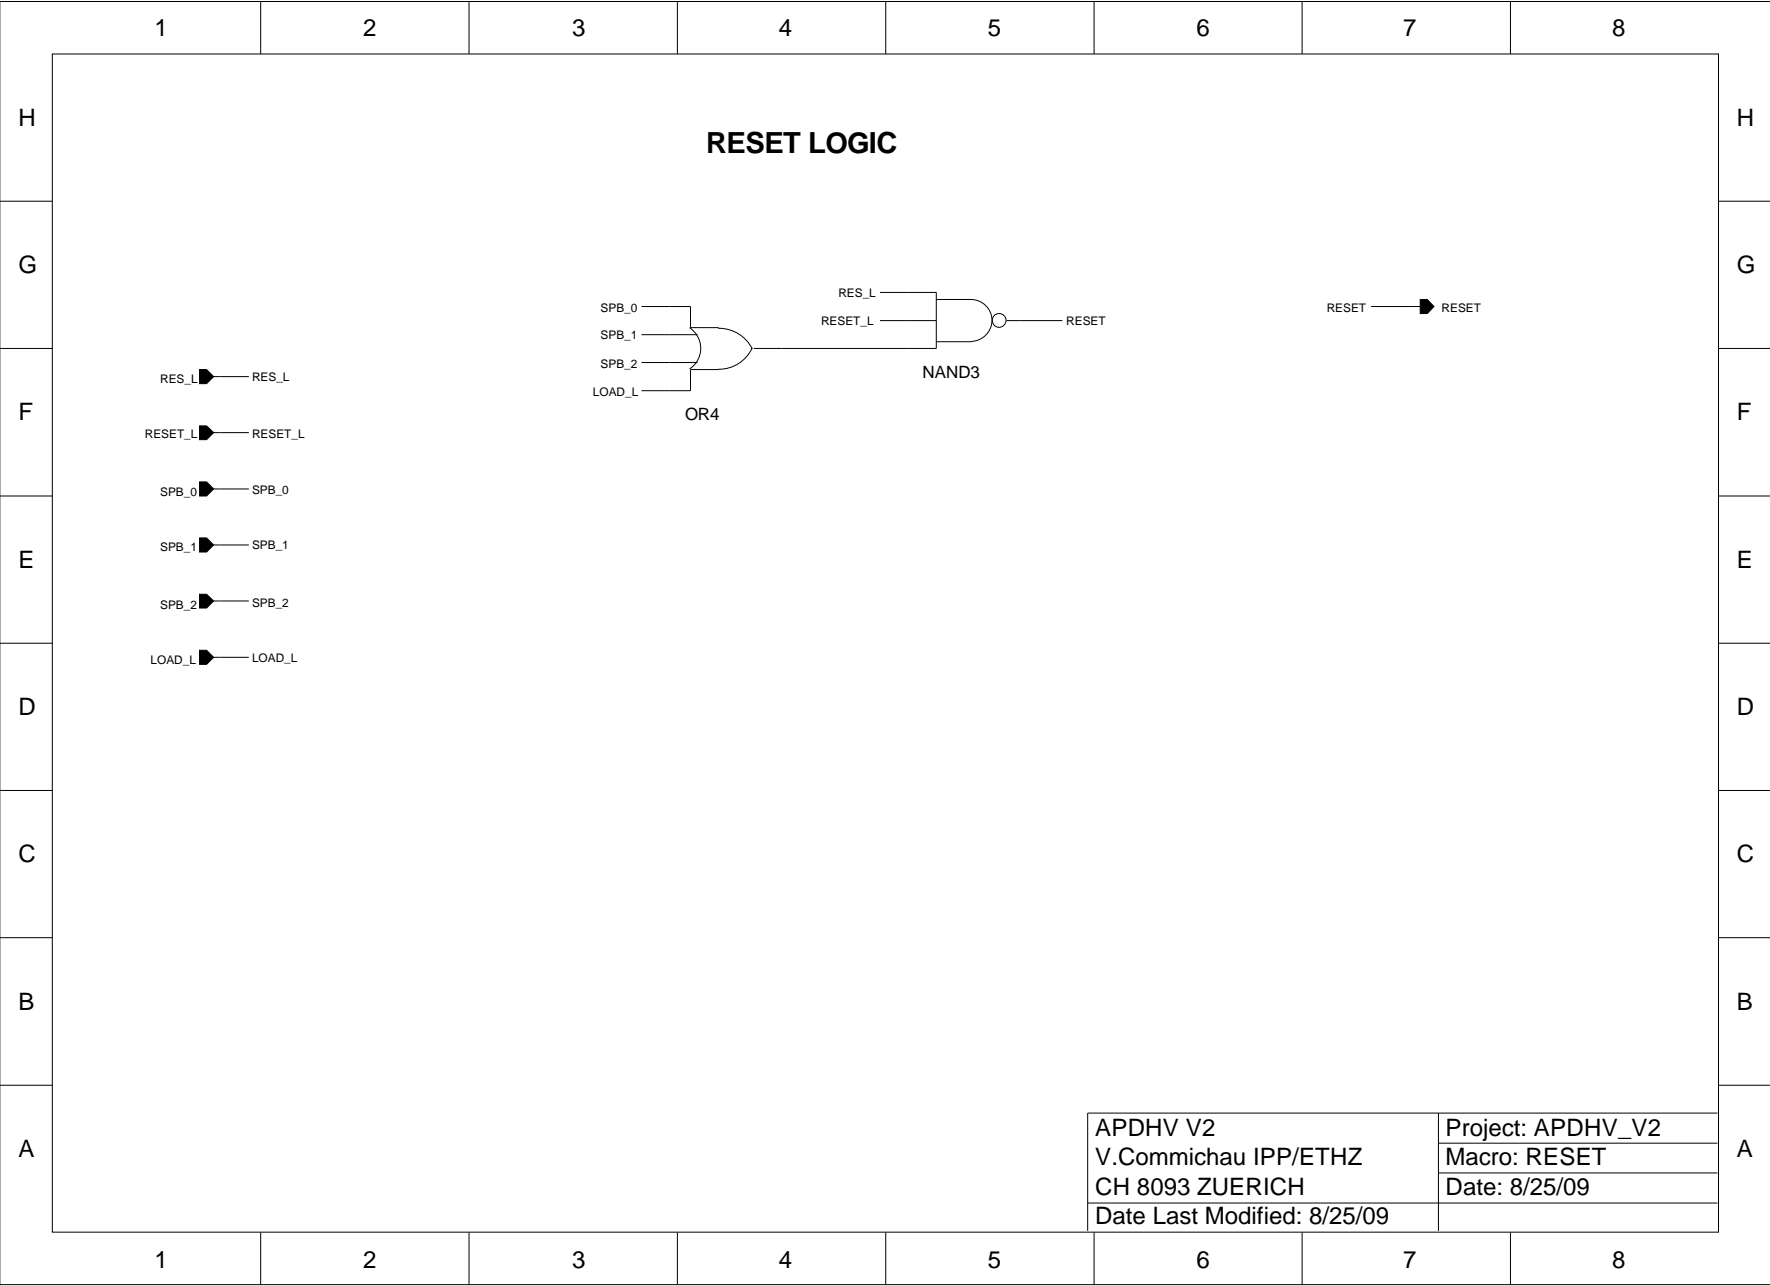 1 2 3 4 5 6 7 8
H H
RESET LOGIC
G G
RES_L
SPB_0 RESET_L RESET RESET RESET
SPB_1
SPB_2
LOAD_L
NAND3
OR4
RES_L RES_L
F F
RESET_L RESET_L
SPB_0 SPB_0
SPB_1 SPB_1
E E
SPB_2 SPB_2
LOAD_L LOAD_L
D D
C C
B B
A A
APDHV V2 Project: APDHV_V2
V.Commichau IPP/ETHZ Macro: RESET
CH 8093 ZUERICH Date: 8/25/09
Date Last Modified: 8/25/09
1 2 3 4 5 6 7 8